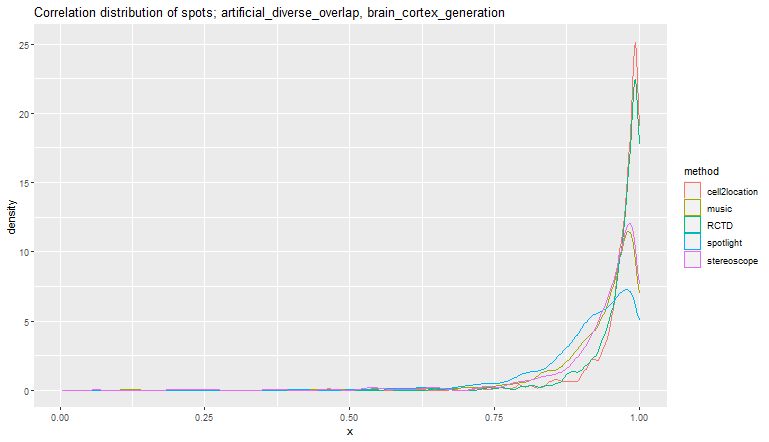 Correlation distribution of spots; artificial_diverse_overlap, brain_cortex_generation
density
25
20
15
10
5
0
0.00
0.25
0.50
0.75
1.00
x
method
cell2location
music
RCTD
spotlight
stereoscope